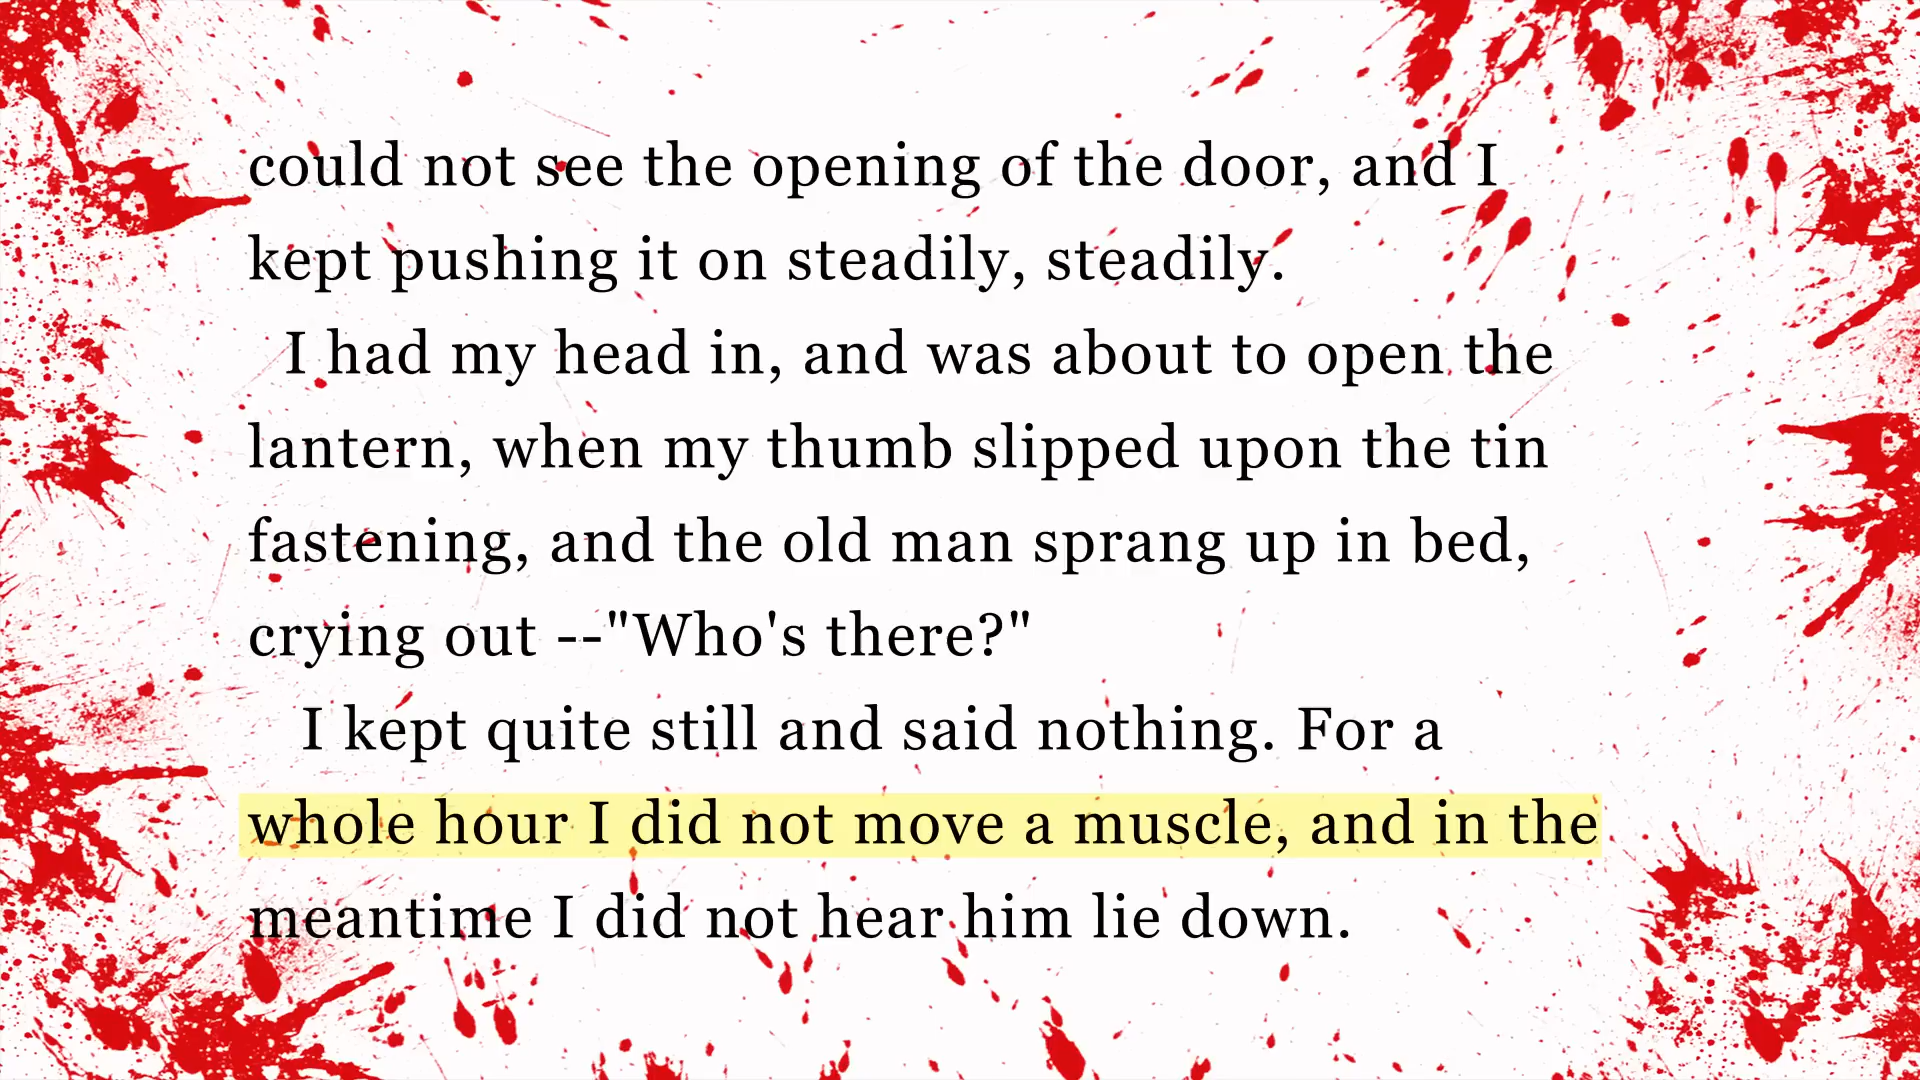 could not see the opening of the door, and I
kept pushing it on steadily, steadily.
I had my head in, and was about to open the
lantern, when my thumb slipped upon the tin
fastening, and the old man sprang up in bed,
crying out --"Who's there?"
I kept quite still and said nothing. For a
whole hour I did not move a muscle, and in the
meantime I did not hear him lie down.